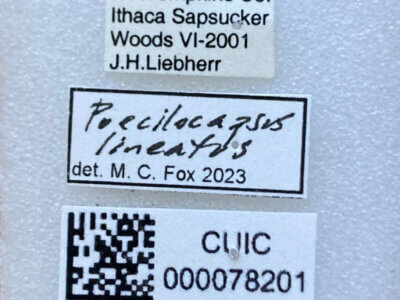 Ithaca Sapsucker
Woods VI-2001
J.H.Liebherr
Poecilocapsus
lineatus
det. M. C. Fox 2023
CUIC
000078201